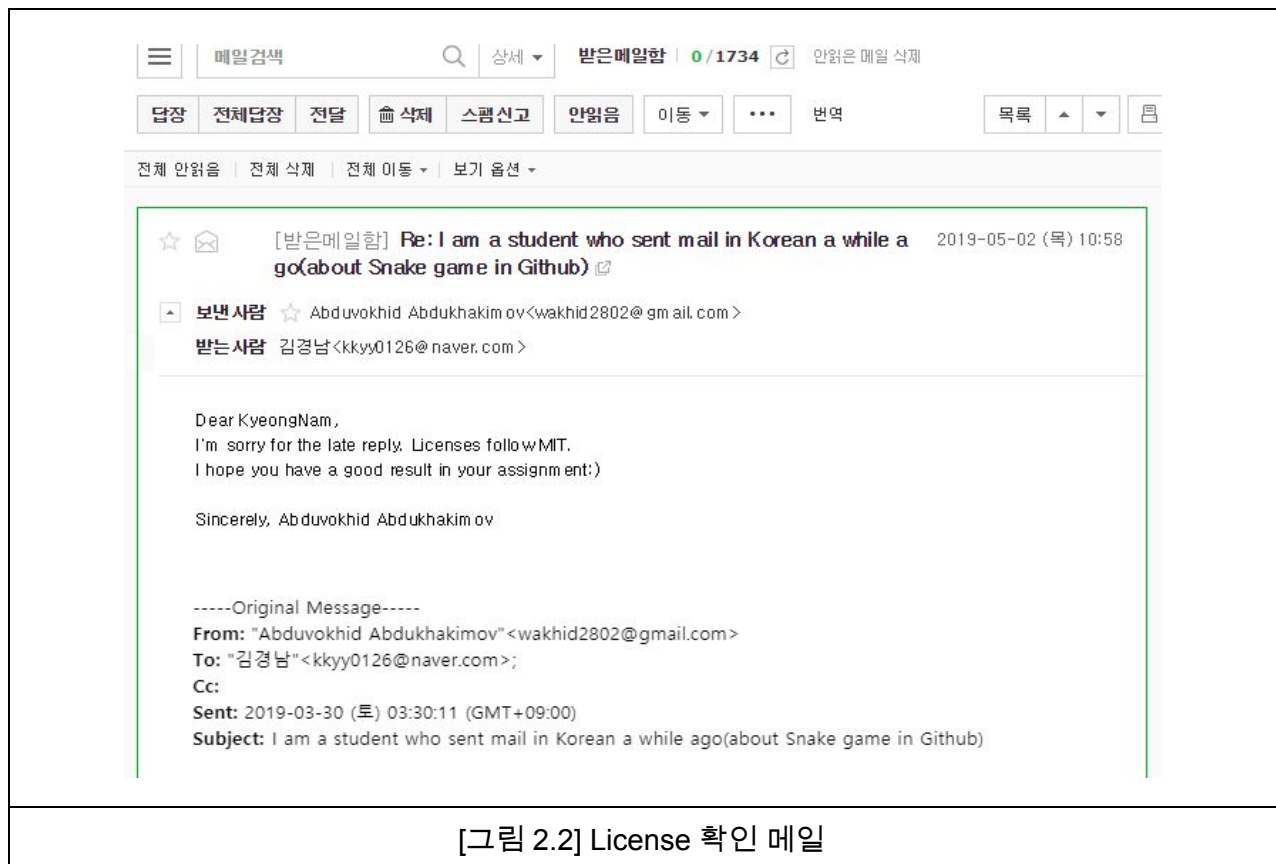 메일검색 상세 받은메일함 0/1734 안읽은 메일 삭제
답장 전체답장 전달 삭제 스팸신고 안읽음 이동 ... 번역 목록
전체 안읽음 전체 삭제 전체 이동 보기 옵션
[받은메일함] Re: I am a student who sent mail in Korean a while a 2019-05-02 (목) 10:58
go(about Snake game in Github)
보낸사람 Abduvokhid Abdukhakimov<wakhid2802@gmail.com>
받는사람 김경남<kkyy0126@naver.com>
Dear KyeongNam,
I'm sorry for the late reply. Licenses follow MIT.
I hope you have a good result in your assignment:)
Sincerely, Abduvokhid Abdukhakimov
-----Original Message-----
From: "Abduvokhid Abdukhakimov"<wakhid2802@gmail.com>
To: "김경남"<kkyy0126@naver.com>;
Cc:
Sent: 2019-03-30 (토) 03:30:11 (GMT+09:00)
Subject: I am a student who sent mail in Korean a while ago(about Snake game in Github)
[그림 2.2] License 확인 메일